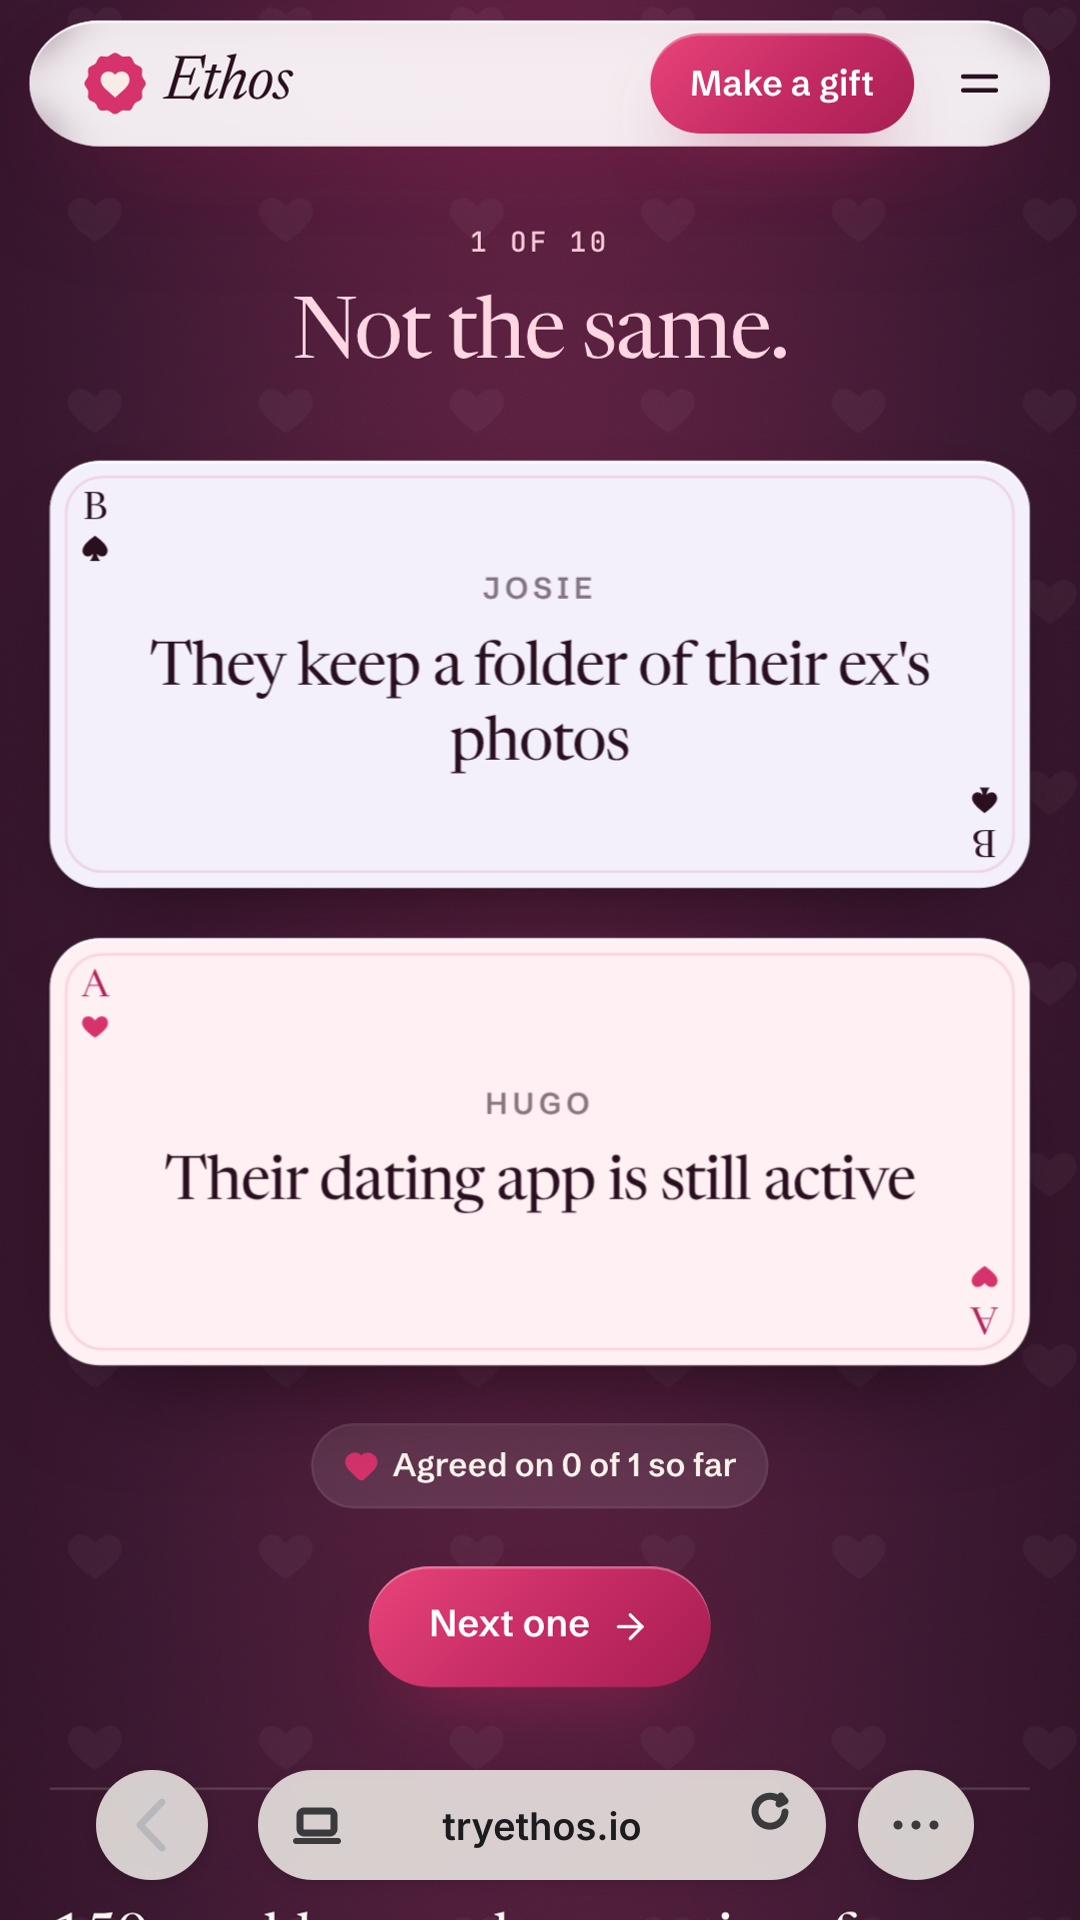 Ethos
Make a gift
1 OF 10
Not the same.
B
JOSIE
They keep a folder of their ex's
photos
B
A
HUGO
Their dating app is still active
A
Agreed on 0 of 1 so far
Next one
tryethos.io